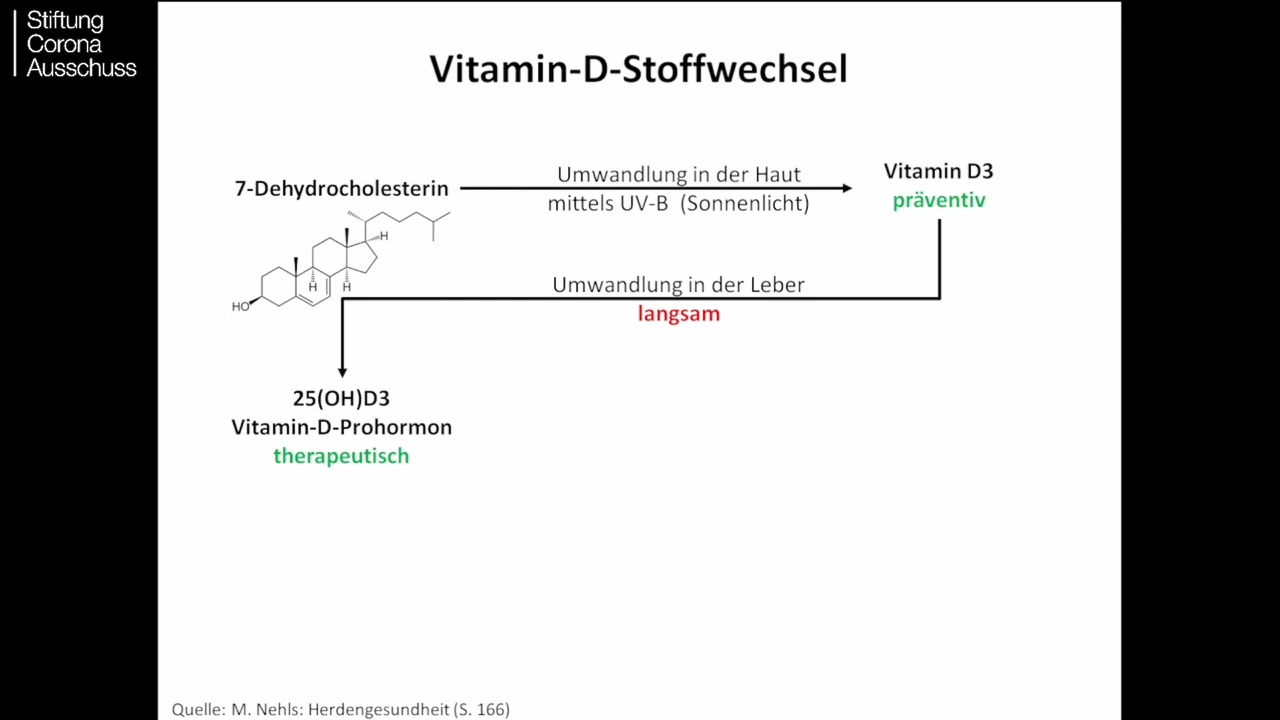 Stiftung
Corona
Ausschuss
Vitamin-D-Stoffwechsel
7-Dehydrocholesterin
Umwandlung in der Haut
mittels UV-B (Sonnenlicht)
Vitamin D3
präventiv
H
H
H
HO
Umwandlung in der Leber
langsam
25(OH)D3
Vitamin-D-Prohormon
therapeutisch
Quelle: M. Nehls: Herdengesundheit (S. 166)